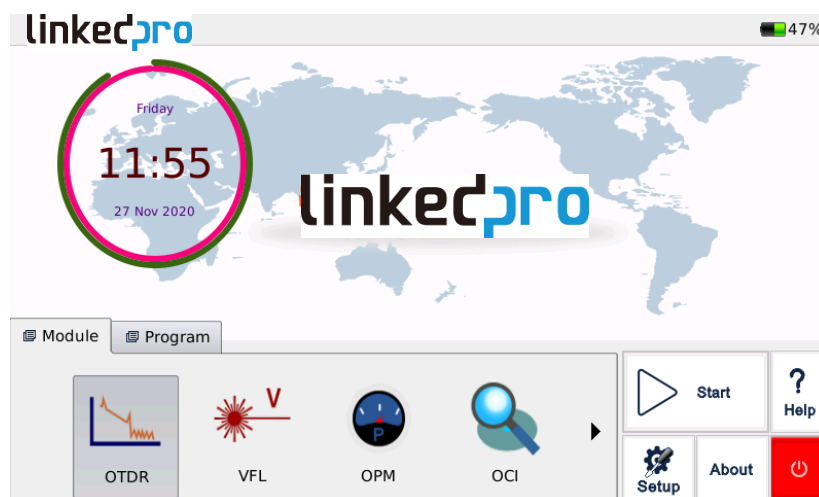 linkedpro
47%
Friday
11:55
27 Nov 2020
linkedpro
Module
Program
V
P
OTDR
VFL
OPM
OCI
Start
?
Help
Setup
About